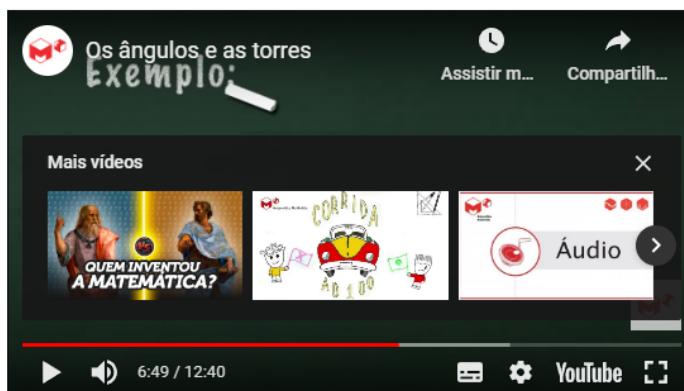 Os ângulos e as torres
Assistir m...
Compartilh...
Exemplo:
Mais vídeos
QUEM INVENTOU
A MATEMÁTICA?
CORRIDA
AO 100
Áudio
6:49 / 12:40
YouTube